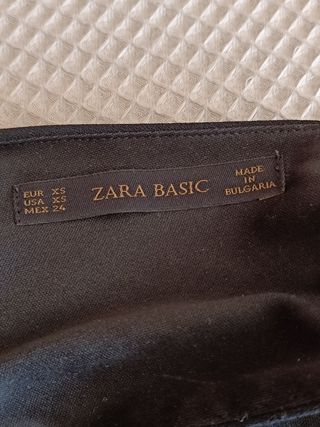 EUR XS
USA XS
MEX 24
ZARA BASIC
MADE
IN
BULGARIA